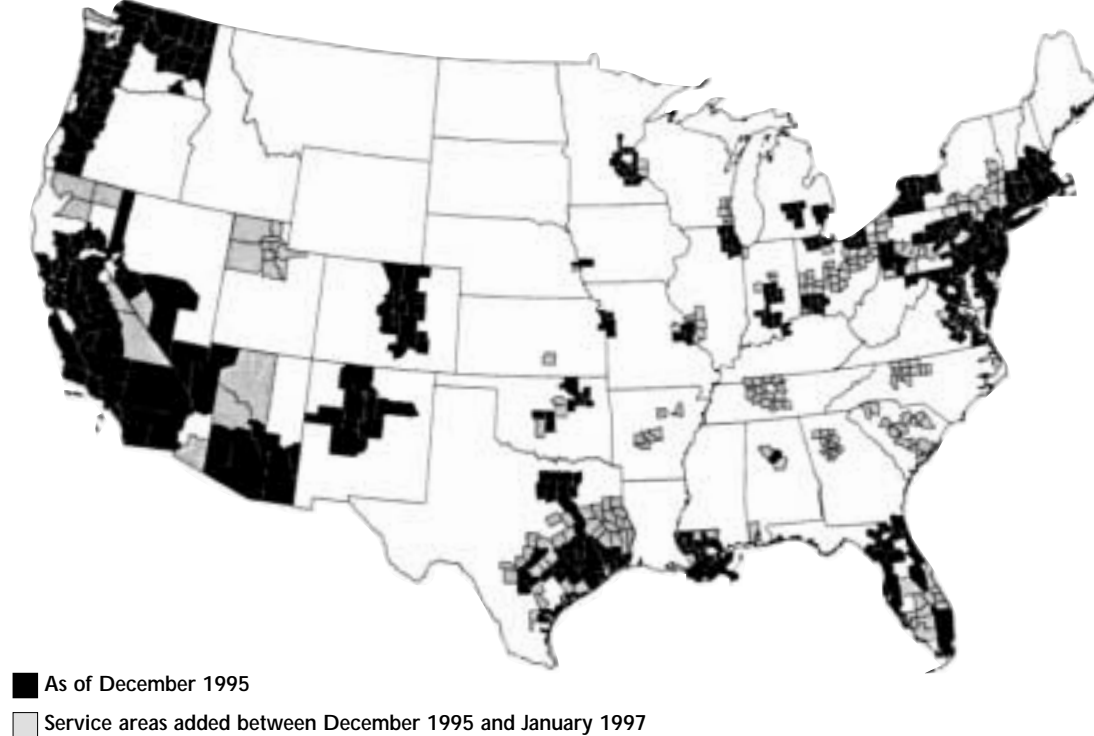 As of December 1995
Service areas added between December 1995 and January 1997